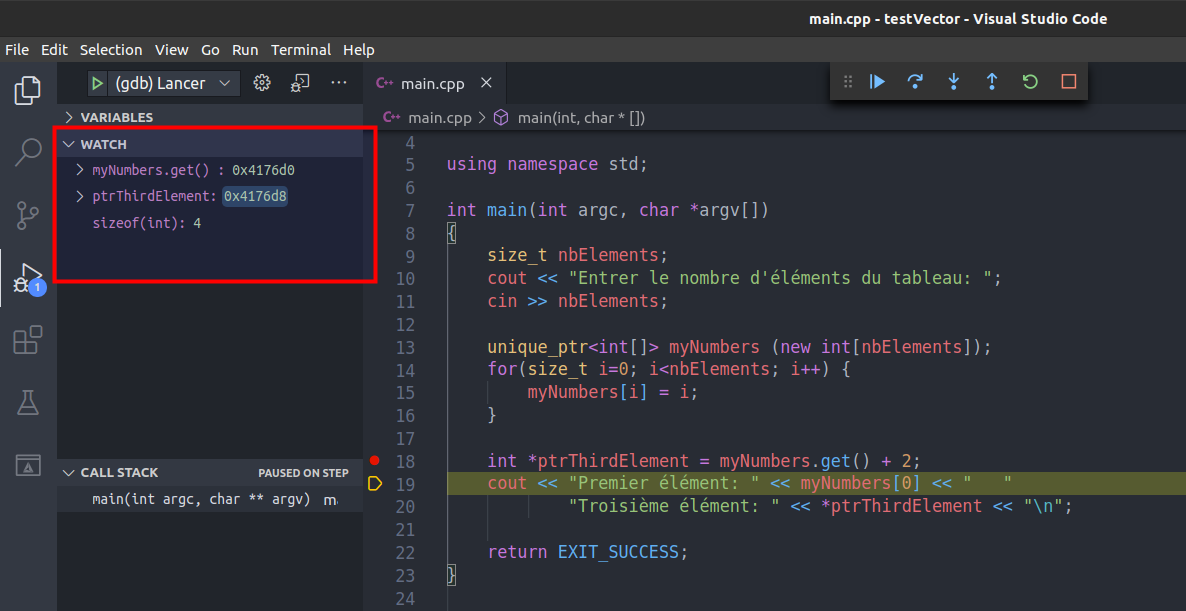 main.cpp - testVector - Visual Studio Code
File Edit Selection View Go Run Terminal Help
(gdb) Lancer
main.cpp
VARIABLES
main.cpp > main(int, char * [])
WATCH
myNumbers.get() : 0x4176d0
ptrThirdElement: 0x4176d8
sizeof(int): 4
1
CALL STACK PAUSED ON STEP
main(int argc, char ** argv) m
4
5 using namespace std;
6
7 int main(int argc, char *argv[])
8 {
9 size_t nbElements;
10 cout << "Entrer le nombre d'éléments du tableau: ";
11 cin >> nbElements;
12
13 unique_ptr<int[]> myNumbers (new int[nbElements]);
14 for(size_t i=0; i<nbElements; i++) {
15 myNumbers[i] = i;
16 }
17
18 int *ptrThirdElement = myNumbers.get() + 2;
19 cout << "Premier élément: " << myNumbers[0] << "   "
20 "Troisième élément: " << *ptrThirdElement << "\n";
21
22 return EXIT_SUCCESS;
23 }
24